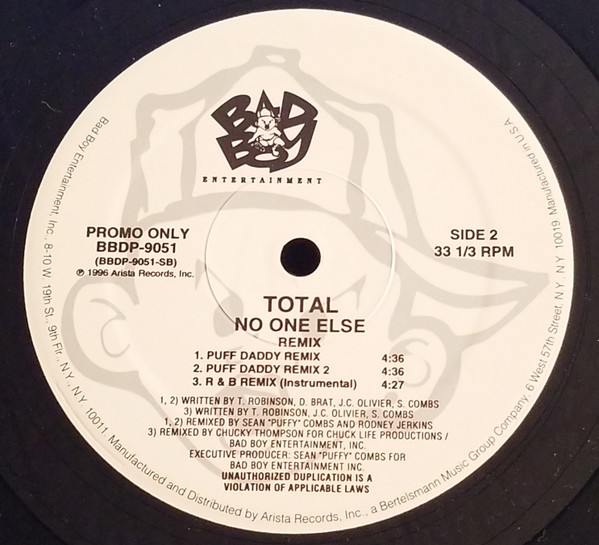 BAD
BOY
ENTERTAINMENT
PROMO ONLY
BBDP-9051
(BBDP-9051-SB)
℗ 1996 Arista Records, Inc.
SIDE 2
33 1/3 RPM
TOTAL
NO ONE ELSE
REMIX
1. PUFF DADDY REMIX 4:36
2. PUFF DADDY REMIX 2 4:36
3. R & B REMIX (Instrumental) 4:27
1, 2) WRITTEN BY T. ROBINSON, D. BRAT, J.C. OLIVIER, S. COMBS
3) WRITTEN BY T. ROBINSON, J.C. OLIVIER, S. COMBS
1, 2) REMIXED BY SEAN "PUFFY" COMBS AND RODNEY JERKINS
3) REMIXED BY CHUCKY THOMPSON FOR CHUCK LIFE PRODUCTIONS /
BAD BOY ENTERTAINMENT, INC.
EXECUTIVE PRODUCER: SEAN "PUFFY" COMBS FOR
BAD BOY ENTERTAINMENT INC.
UNAUTHORIZED DUPLICATION IS A
VIOLATION OF APPLICABLE LAWS
Bad Boy Entertainment, Inc., 8-10 W. 19th St., 9th Flr., N.Y., N.Y. 10011. Manufactured and Distributed by Arista Records, Inc., a Bertelsmann Music Group Company, 6 West 57th Street, N.Y. N.Y. 10019 Manufactured in U.S.A